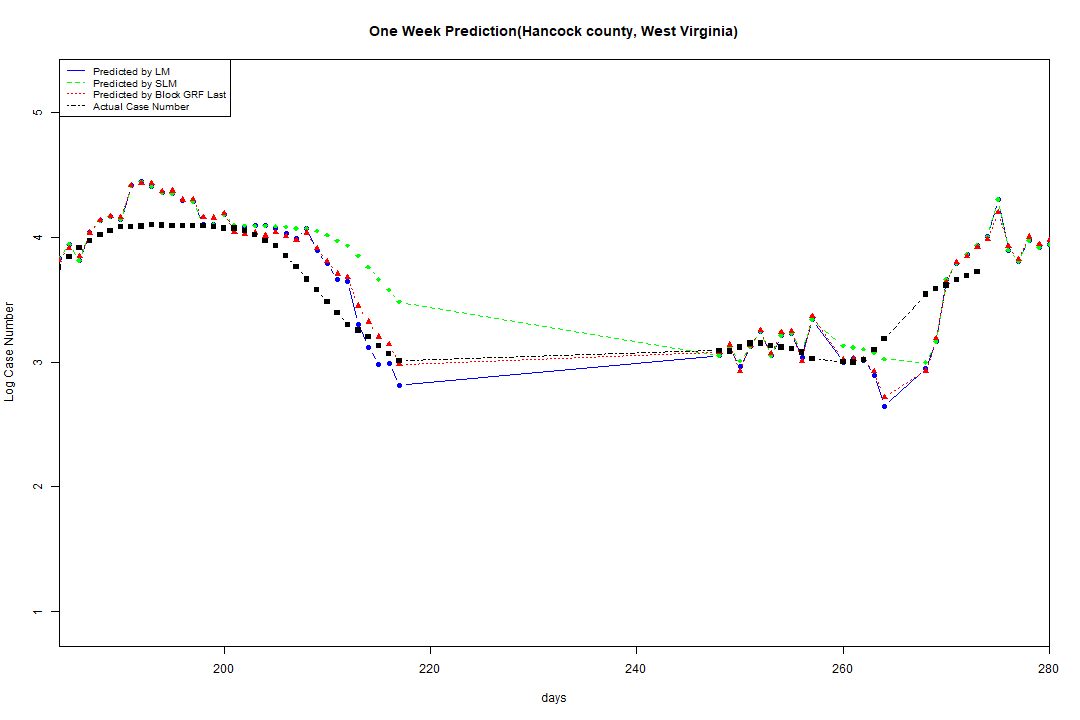 One Week Prediction(Hancock county, West Virginia)
Predicted by LM
Predicted by SLM
Predicted by Block GRF Last
Actual Case Number
5
4
3
2
1
Log Case Number
200 220 240 260 280
days